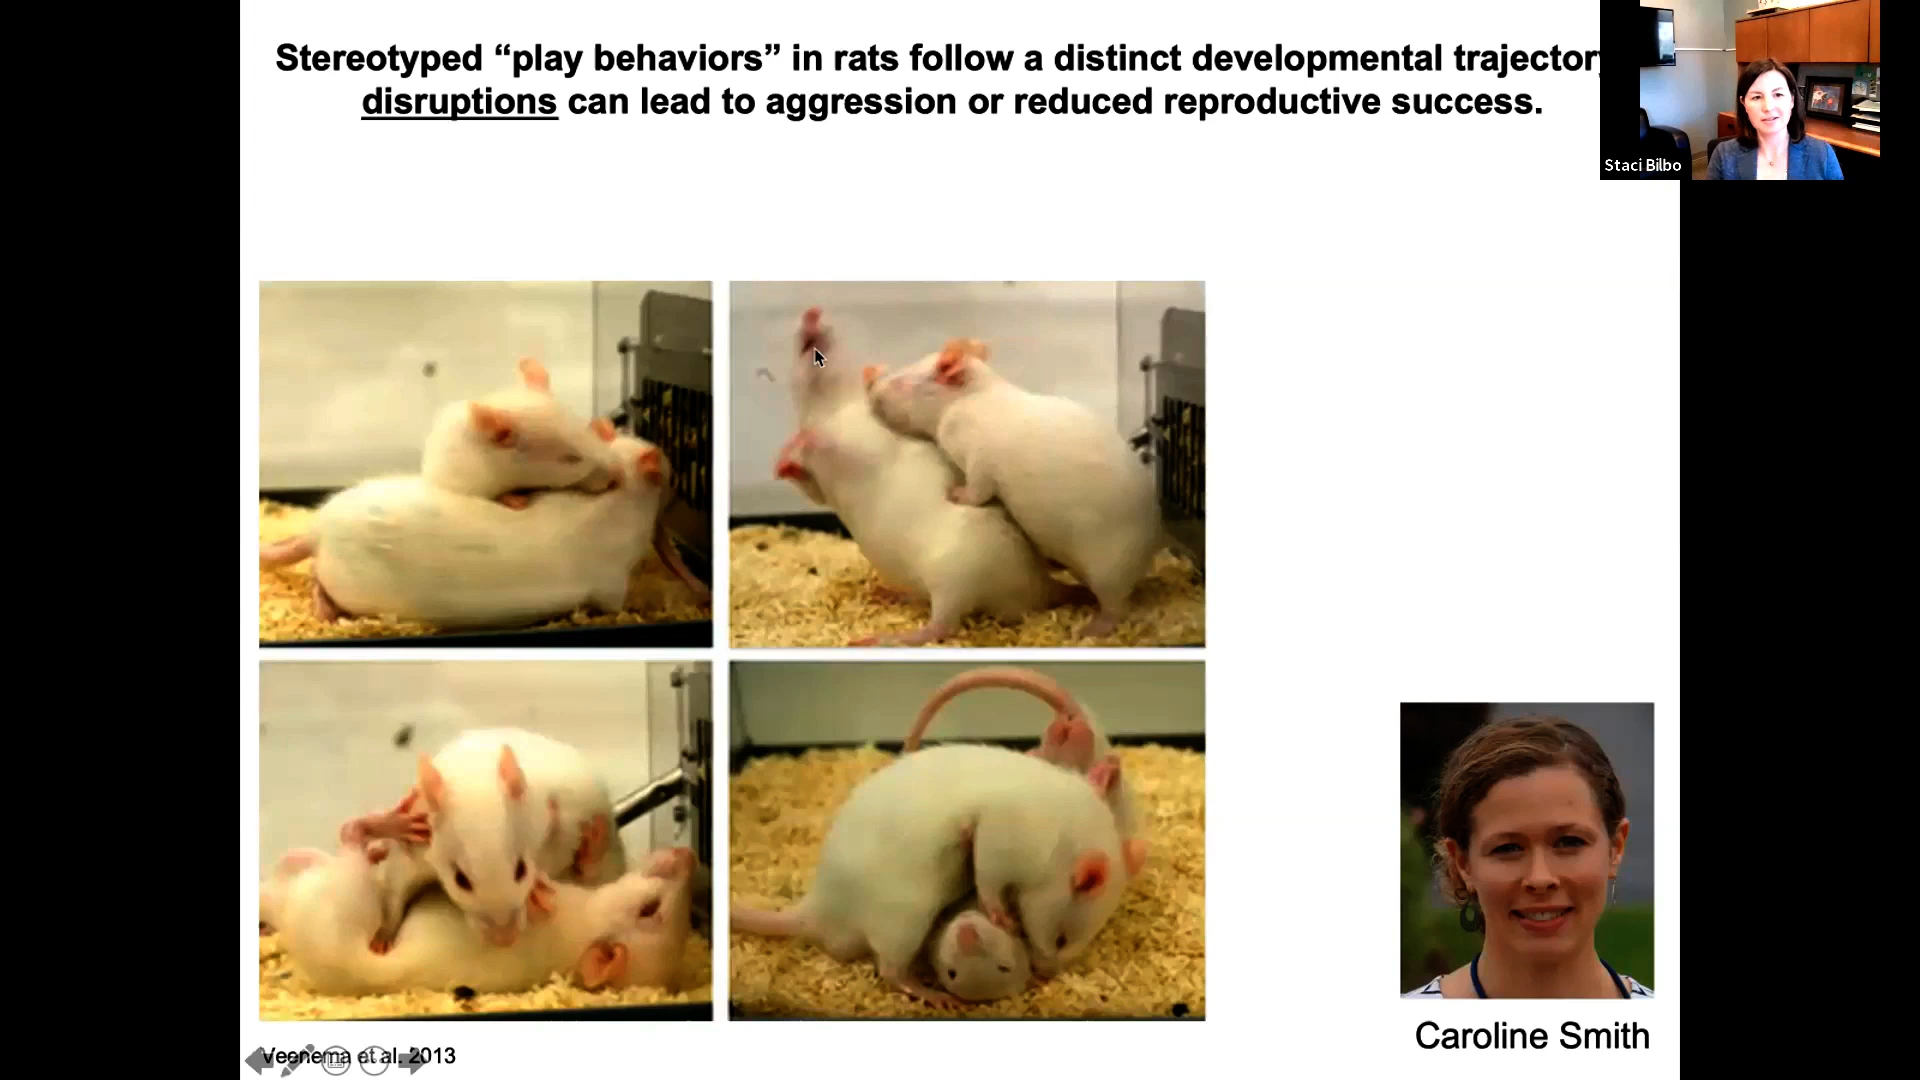 Stereotyped “play behaviors” in rats follow a distinct developmental trajectory
disruptions can lead to aggression or reduced reproductive success.
Staci Bilbo
Caroline Smith
Veenema et al. 2013